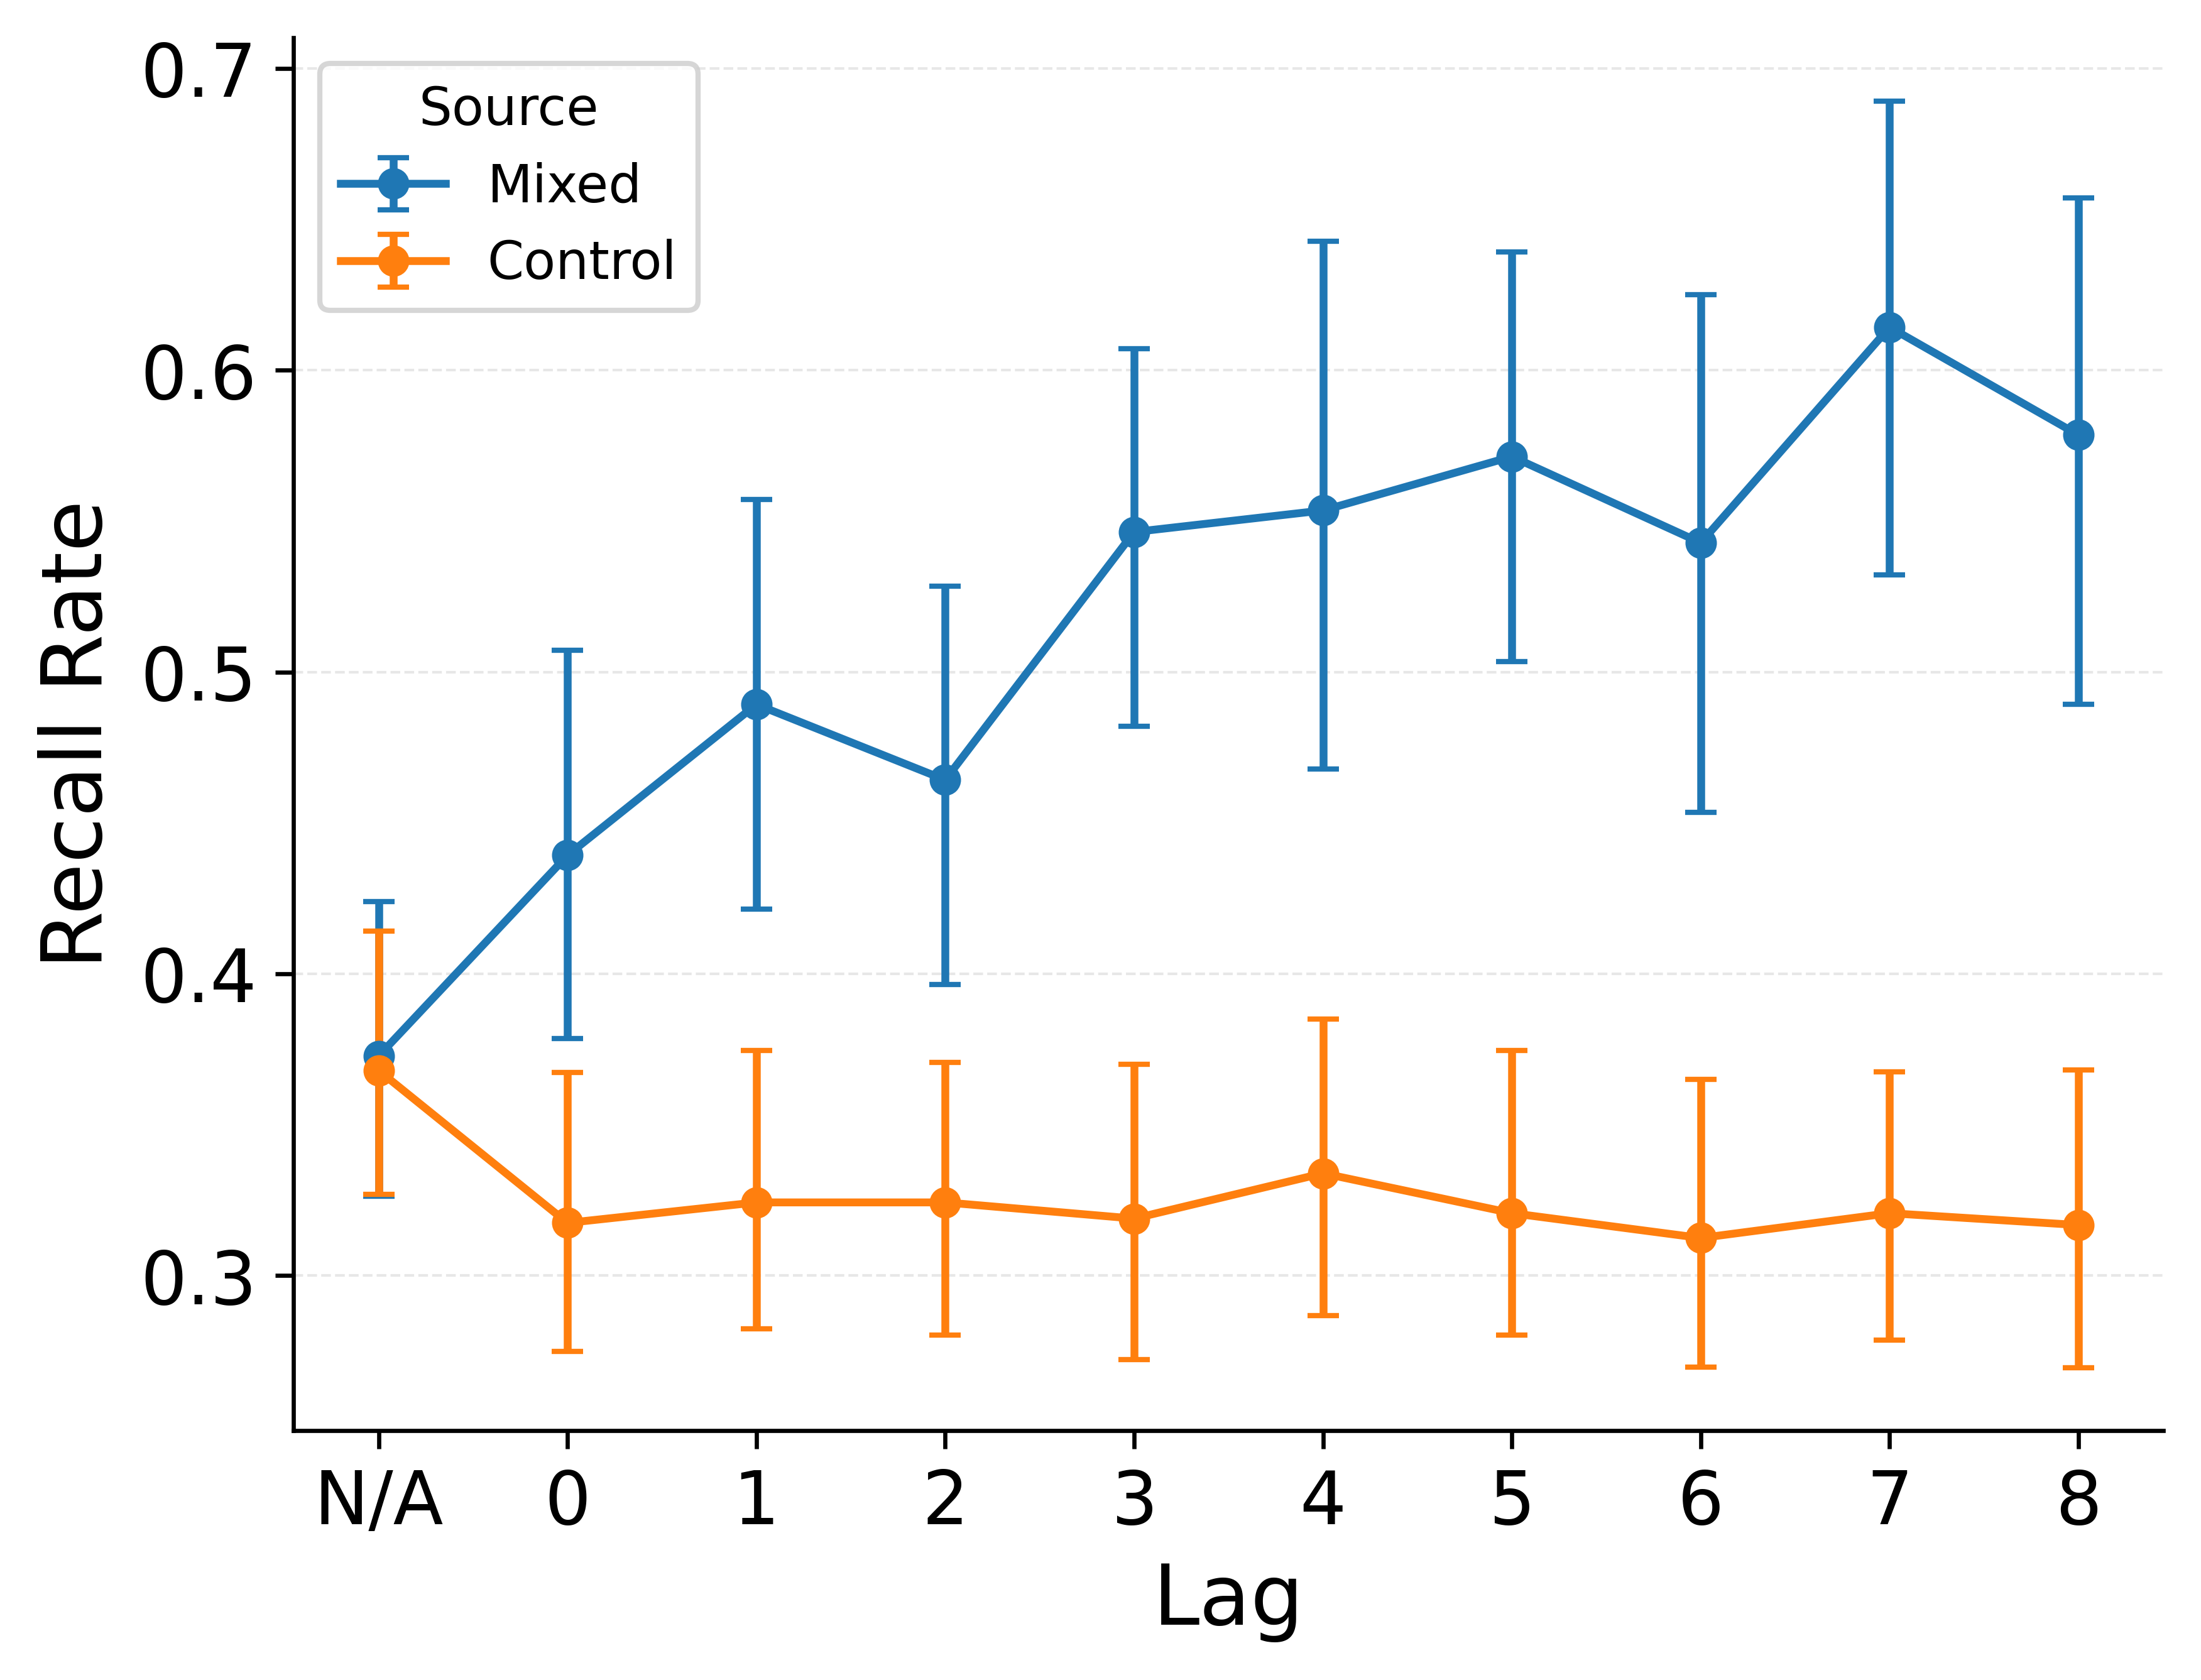 Source
Mixed
Control
Recall Rate
0.7
0.6
0.5
0.4
0.3
N/A 0 1 2 3 4 5 6 7 8
Lag